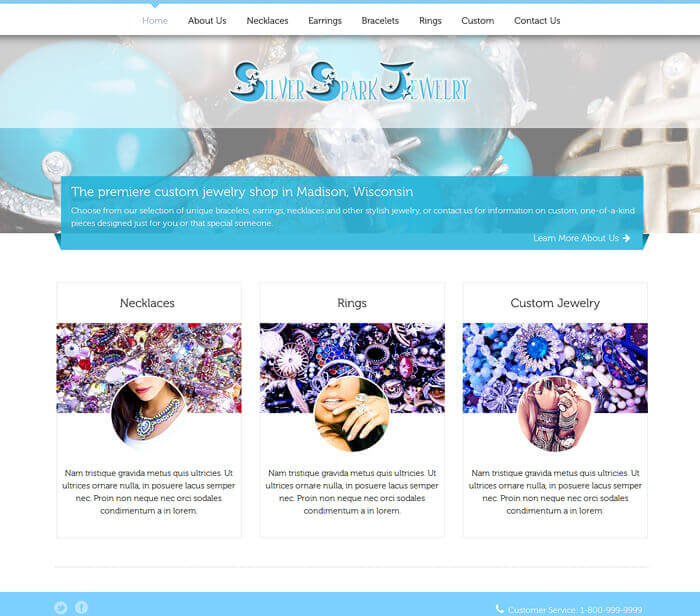 Home About Us Necklaces Earrings Bracelets Rings Custom Contact Us
Silver Spark Jewelry
The premiere custom jewelry shop in Madison, Wisconsin
Choose from our selection of unique bracelets, earrings, necklaces and other stylish jewelry, or contact us for information on custom, one-of-a-kind
pieces designed just for you or that special someone.
Learn More About Us
Necklaces
Nam tristique gravida metus quis ultricies. Ut
ultrices ornare nulla, in posuere lacus semper
nec. Proin non neque nec orci sodales
condimentum a in lorem.
Rings
Nam tristique gravida metus quis ultricies. Ut
ultrices ornare nulla, in posuere lacus semper
nec. Proin non neque nec orci sodales
condimentum a in lorem.
Custom Jewelry
Nam tristique gravida metus quis ultricies. Ut
ultrices ornare nulla, in posuere lacus semper
nec. Proin non neque nec orci sodales
condimentum a in lorem.
Customer Service: 1-800-999-9999